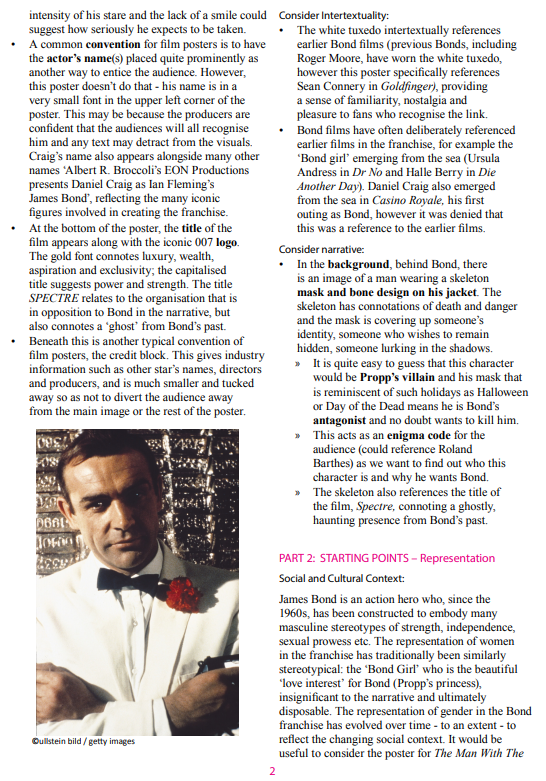 intensity of his stare and the lack of a smile could
suggest how seriously he expects to be taken.
• A common convention for film posters is to have
the actor's name(s) placed quite prominently as
another way to entice the audience. However,
this poster doesn't do that - his name is in a
very small font in the upper left corner of the
poster. This may be because the producers are
confident that the audiences will all recognise
him and any text may detract from the visuals.
Craig's name also appears alongside many other
names 'Albert R. Broccoli's EON Productions
presents Daniel Craig as Ian Fleming's
James Bond', reflecting the many iconic
figures involved in creating the franchise.
• At the bottom of the poster, the title of the
film appears along with the iconic 007 logo.
The gold font connotes luxury, wealth,
aspiration and exclusivity; the capitalised
title suggests power and strength. The title
SPECTRE relates to the organisation that is
in opposition to Bond in the narrative, but
also connotes a 'ghost' from Bond's past.
• Beneath this is another typical convention of
film posters, the credit block. This gives industry
information such as other star's names, directors
and producers, and is much smaller and tucked
away so as not to divert the audience away
from the main image or the rest of the poster.
©ullstein bild / getty images
Consider Intertextuality:
• The white tuxedo intertextually references
earlier Bond films (previous Bonds, including
Roger Moore, have worn the white tuxedo,
however this poster specifically references
Sean Connery in Goldfinger), providing
a sense of familiarity, nostalgia and
pleasure to fans who recognise the link.
• Bond films have often deliberately referenced
earlier films in the franchise, for example the
'Bond girl' emerging from the sea (Ursula
Andress in Dr No and Halle Berry in Die
Another Day). Daniel Craig also emerged
from the sea in Casino Royale, his first
outing as Bond, however it was denied that
this was a reference to the earlier films.
Consider narrative:
• In the background, behind Bond, there
is an image of a man wearing a skeleton
mask and bone design on his jacket. The
skeleton has connotations of death and danger
and the mask is covering up someone's
identity, someone who wishes to remain
hidden, someone lurking in the shadows.
» It is quite easy to guess that this character
would be Propp's villain and his mask that
is reminiscent of such holidays as Halloween
or Day of the Dead means he is Bond's
antagonist and no doubt wants to kill him.
» This acts as an enigma code for the
audience (could reference Roland
Barthes) as we want to find out who this
character is and why he wants Bond.
» The skeleton also references the title of
the film, Spectre, connoting a ghostly,
haunting presence from Bond's past.
PART 2: STARTING POINTS – Representation
Social and Cultural Context:
James Bond is an action hero who, since the
1960s, has been constructed to embody many
masculine stereotypes of strength, independence,
sexual prowess etc. The representation of women
in the franchise has traditionally been similarly
stereotypical: the 'Bond Girl' who is the beautiful
'love interest' for Bond (Propp's princess),
insignificant to the narrative and ultimately
disposable. The representation of gender in the Bond
franchise has evolved over time - to an extent - to
reflect the changing social context. It would be
useful to consider the poster for The Man With The
2